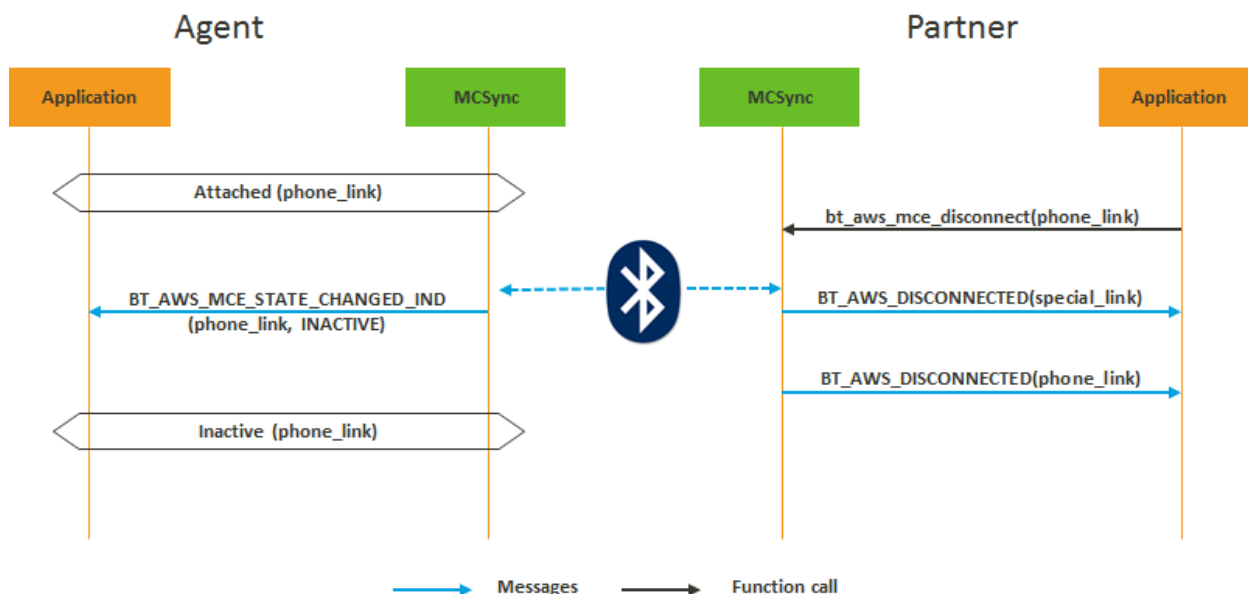 Agent
Partner
Application
MCSync
MCSync
Application
Attached (phone_link)
bt_aws_mce_disconnect(phone_link)
BT_AWS_MCE_STATE_CHANGED_IND
(phone_link, INACTIVE)
BT_AWS_DISCONNECTED(special_link)
BT_AWS_DISCONNECTED(phone_link)
Inactive (phone_link)
Messages
Function call